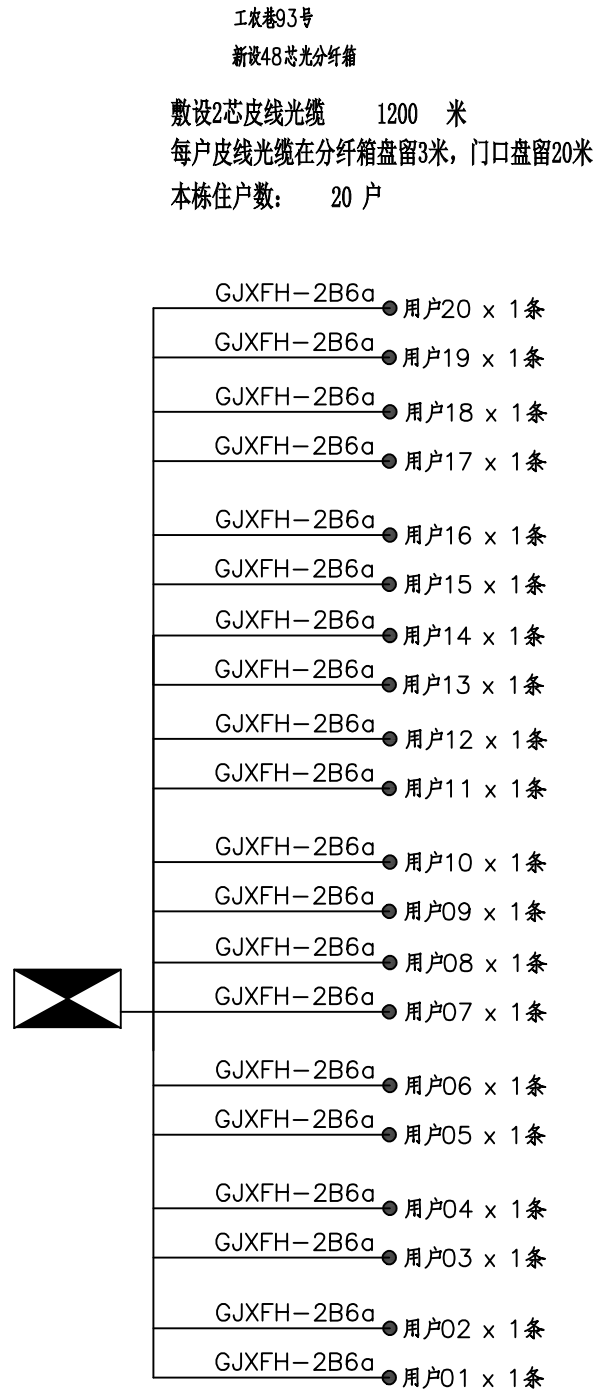 工农巷93号
新设48芯光分纤箱
敷设2芯皮线光缆 1200 米
每户皮线光缆在分纤箱盘留3米，门口盘留20米
本栋住户数： 20 户
GJXFH-2B6a 用户20 x 1条
GJXFH-2B6a 用户19 x 1条
GJXFH-2B6a 用户18 x 1条
GJXFH-2B6a 用户17 x 1条
GJXFH-2B6a 用户16 x 1条
GJXFH-2B6a 用户15 x 1条
GJXFH-2B6a 用户14 x 1条
GJXFH-2B6a 用户13 x 1条
GJXFH-2B6a 用户12 x 1条
GJXFH-2B6a 用户11 x 1条
GJXFH-2B6a 用户10 x 1条
GJXFH-2B6a 用户09 x 1条
GJXFH-2B6a 用户08 x 1条
GJXFH-2B6a 用户07 x 1条
GJXFH-2B6a 用户06 x 1条
GJXFH-2B6a 用户05 x 1条
GJXFH-2B6a 用户04 x 1条
GJXFH-2B6a 用户03 x 1条
GJXFH-2B6a 用户02 x 1条
GJXFH-2B6a 用户01 x 1条